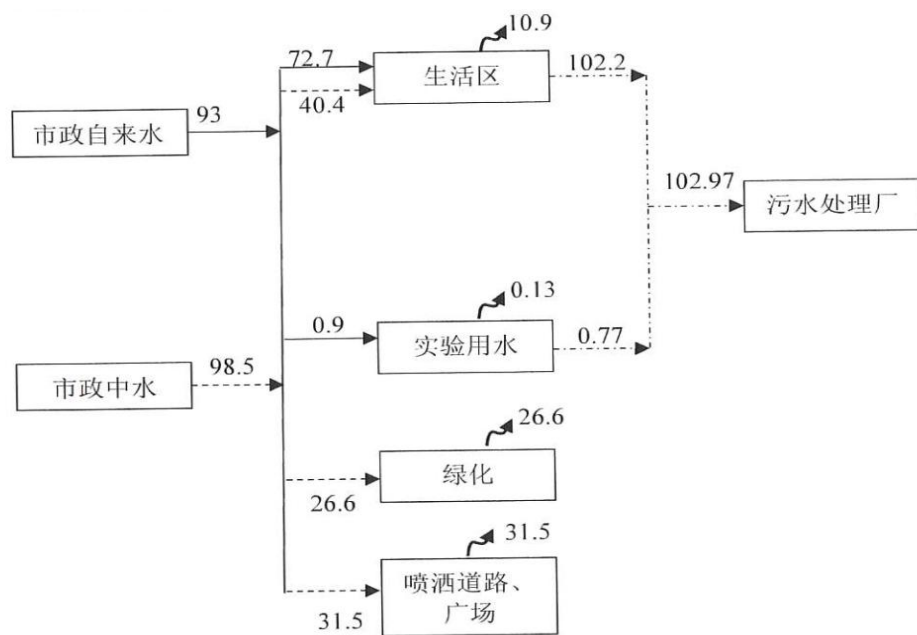 10.9
72.7
生活区
102.2
40.4
93
市政自来水
102.97
污水处理厂
0.13
0.9
实验用水
0.77
98.5
市政中水
26.6
绿化
26.6
31.5
喷洒道路、
广场
31.5